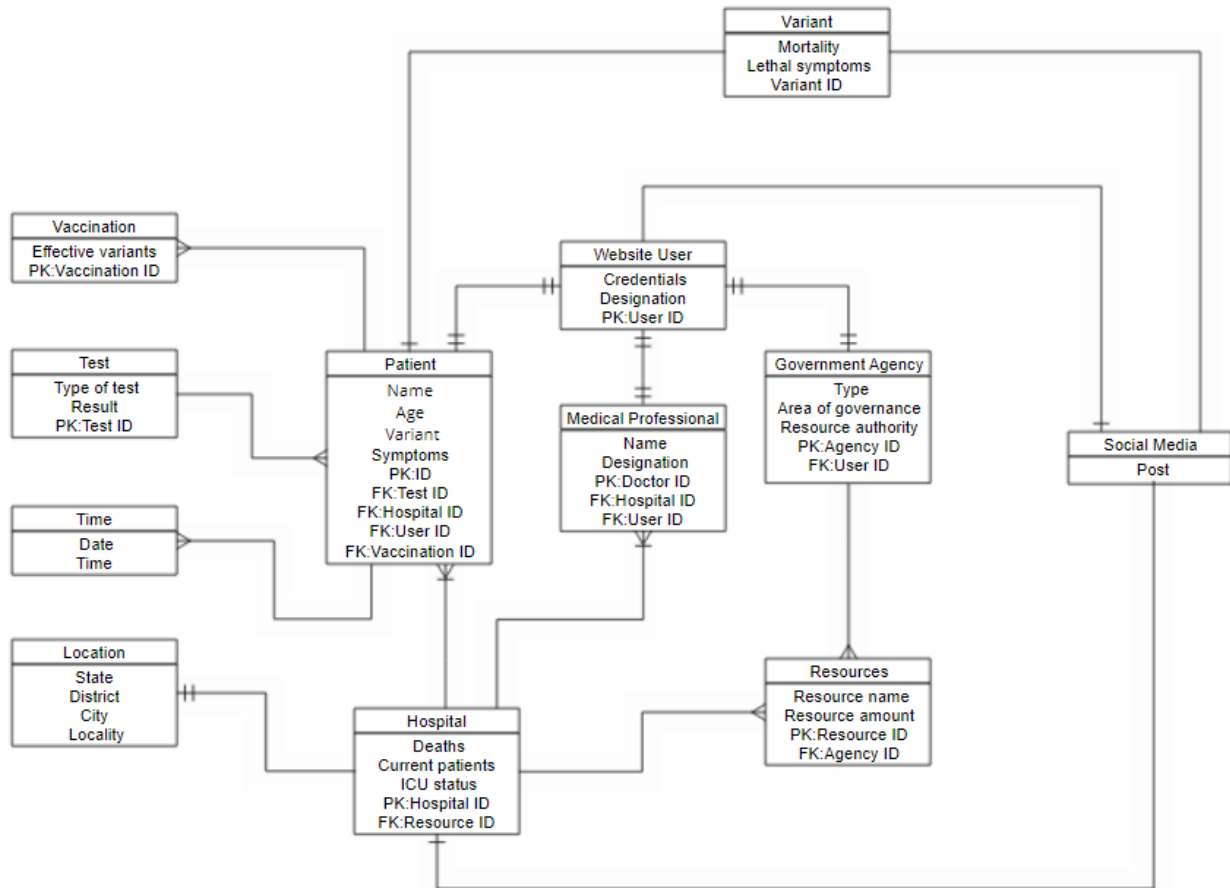 Variant
Mortality
Lethal symptoms
Variant ID
Vaccination
Effective variants
PK:Vaccination ID
Website User
Credentials
Designation
PK:User ID
Test
Type of test
Result
PK:Test ID
Patient
Name
Age
Variant
Symptoms
PK:ID
FK:Test ID
FK:Hospital ID
FK:User ID
FK:Vaccination ID
Medical Professional
Name
Designation
PK:Doctor ID
FK:Hospital ID
FK:User ID
Government Agency
Type
Area of governance
Resource authority
PK:Agency ID
FK:User ID
Social Media
Post
Time
Date
Time
Location
State
District
City
Locality
Hospital
Deaths
Current patients
ICU status
PK:Hospital ID
FK:Resource ID
Resources
Resource name
Resource amount
PK:Resource ID
FK:Agency ID